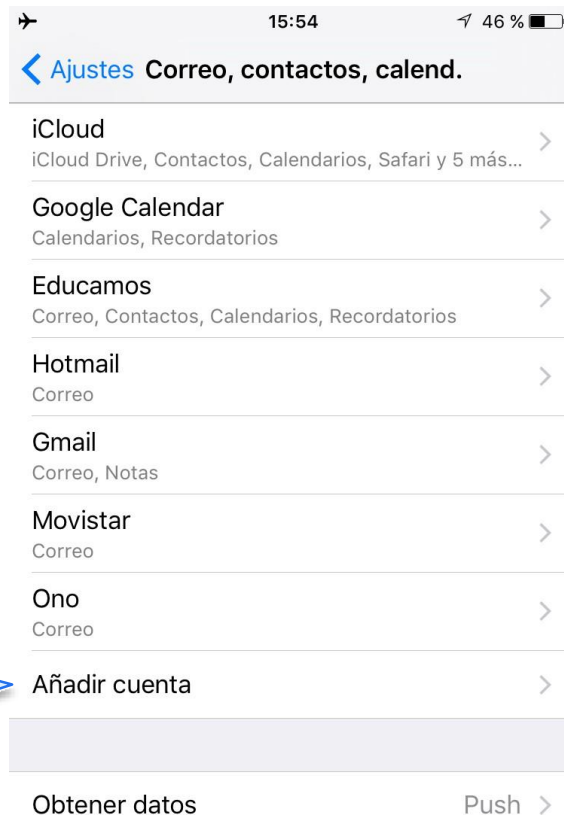 15:54 46 %
Ajustes Correo, contactos, calend.
iCloud
iCloud Drive, Contactos, Calendarios, Safari y 5 más...
Google Calendar
Calendarios, Recordatorios
Educamos
Correo, Contactos, Calendarios, Recordatorios
Hotmail
Correo
Gmail
Correo, Notas
Movistar
Correo
Ono
Correo
Añadir cuenta
Obtener datos Push